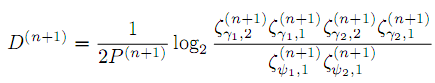 D^{(n+1)} = \frac{1}{2P^{(n+1)}} \log_2 \frac{\zeta_{\gamma_1,2}^{(n+1)} \zeta_{\gamma_1,1}^{(n+1)} \zeta_{\gamma_2,2}^{(n+1)} \zeta_{\gamma_2,1}^{(n+1)}}{\zeta_{\psi_1,1}^{(n+1)} \zeta_{\psi_2,1}^{(n+1)}}